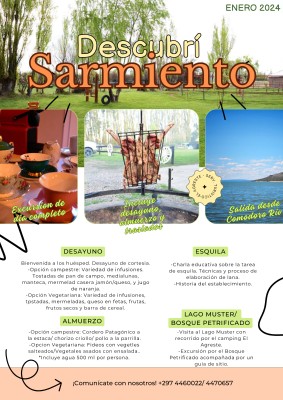 ENERO 2024
Descubrí
Sarmiento
Excursion de
día completo
Incluye
desayuno,
almuerzo y
traslados
Salida desde
Comodoro Riv
DESAYUNO
Bienvenida a los huésped. Desayuno de cortesía.
-Opción campestre: Variedad de infusiones.
Tostadas de pan de campo, medialunas,
manteca, mermelada casera jamón/queso, y jugo
de naranja.
-Opción Vegetariana: Variedad de infusiones,
tostadas, mermeladas, queso en fetas, frutas,
frutos secos y barra de cereal.
ALMUERZO
-Opción campestre: Cordero Patagónico a
la estaca/ chorizo criollo/ pollo a la parrilla.
-Opcion Vegetariana: Fideos con vegetles
salteados/Vegetales asados con ensalada..
*Incluye agua 500 ml por persona.
ESQUILA
-Charla educativa sobre la tarea
de esquila. Técnicas y proceso de
elaboración de lana.
-Historia del establecimiento.
LAGO MUSTER/
BOSQUE PETRIFICADO
-Visita al Lago Muster con
recorrido por el camping El
Agreste.
-Excursión por el Bosque
Petrificado acompañada por un
guía de sitio.
¡Comunicate con nosotros! +297 4460022/ 4470657